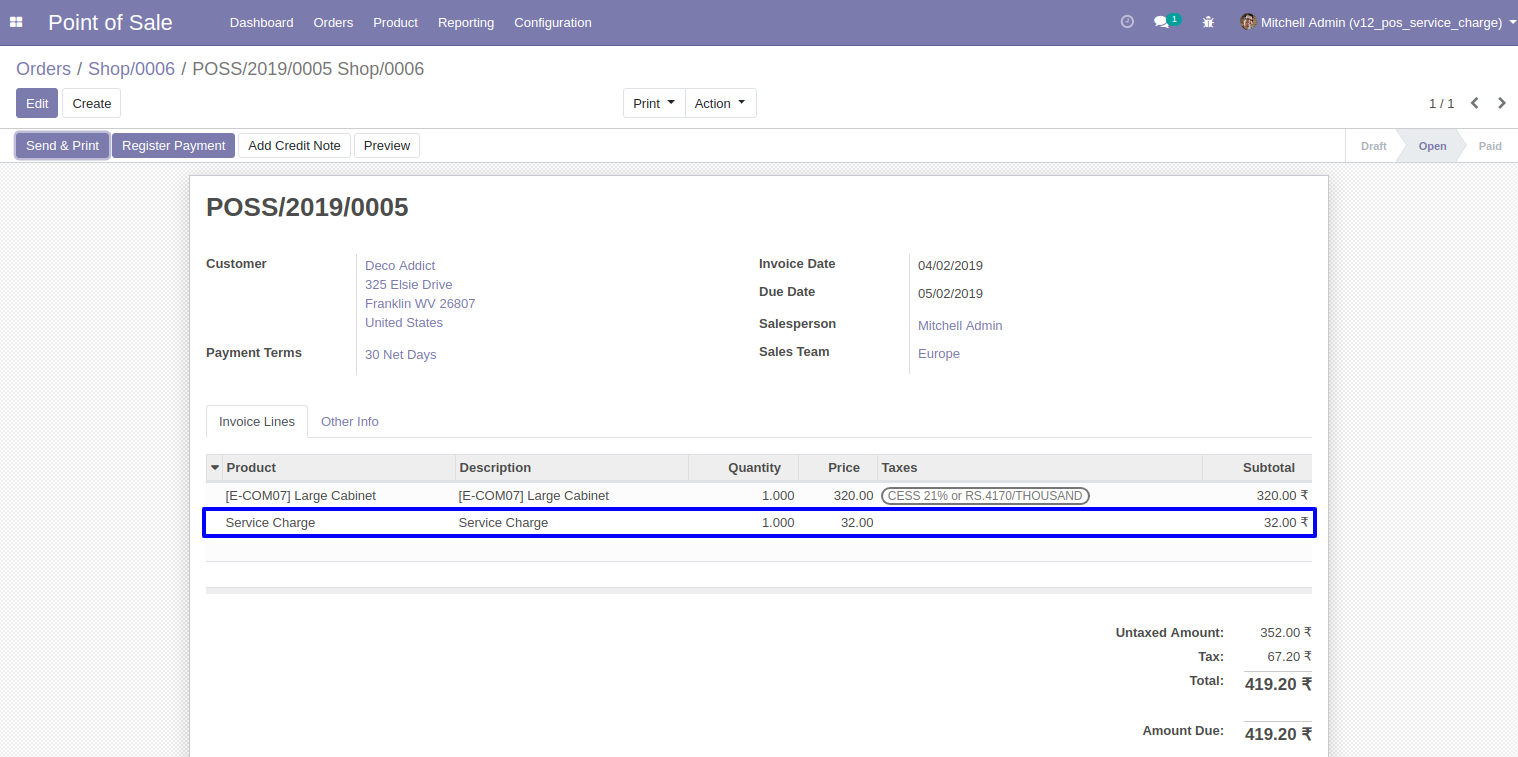 Point of Sale Dashboard Orders Product Reporting Configuration 1 Mitchell Admin (v12_pos_service_charge)
Orders / Shop/0006 / POSS/2019/0005 Shop/0006
Edit Create Print Action 1 / 1
Send & Print Register Payment Add Credit Note Preview Draft Open Paid
POSS/2019/0005
Customer Deco Addict Invoice Date 04/02/2019
325 Elsie Drive Due Date 05/02/2019
Franklin WV 26807
United States Salesperson Mitchell Admin
Payment Terms 30 Net Days Sales Team Europe
Invoice Lines Other Info
Product Description Quantity Price Taxes Subtotal
[E-COM07] Large Cabinet [E-COM07] Large Cabinet 1.000 320.00 CESS 21% or RS.4170/THOUSAND 320.00 ₹
Service Charge Service Charge 1.000 32.00 32.00 ₹
Untaxed Amount: 352.00 ₹
Tax: 67.20 ₹
Total: 419.20 ₹
Amount Due: 419.20 ₹